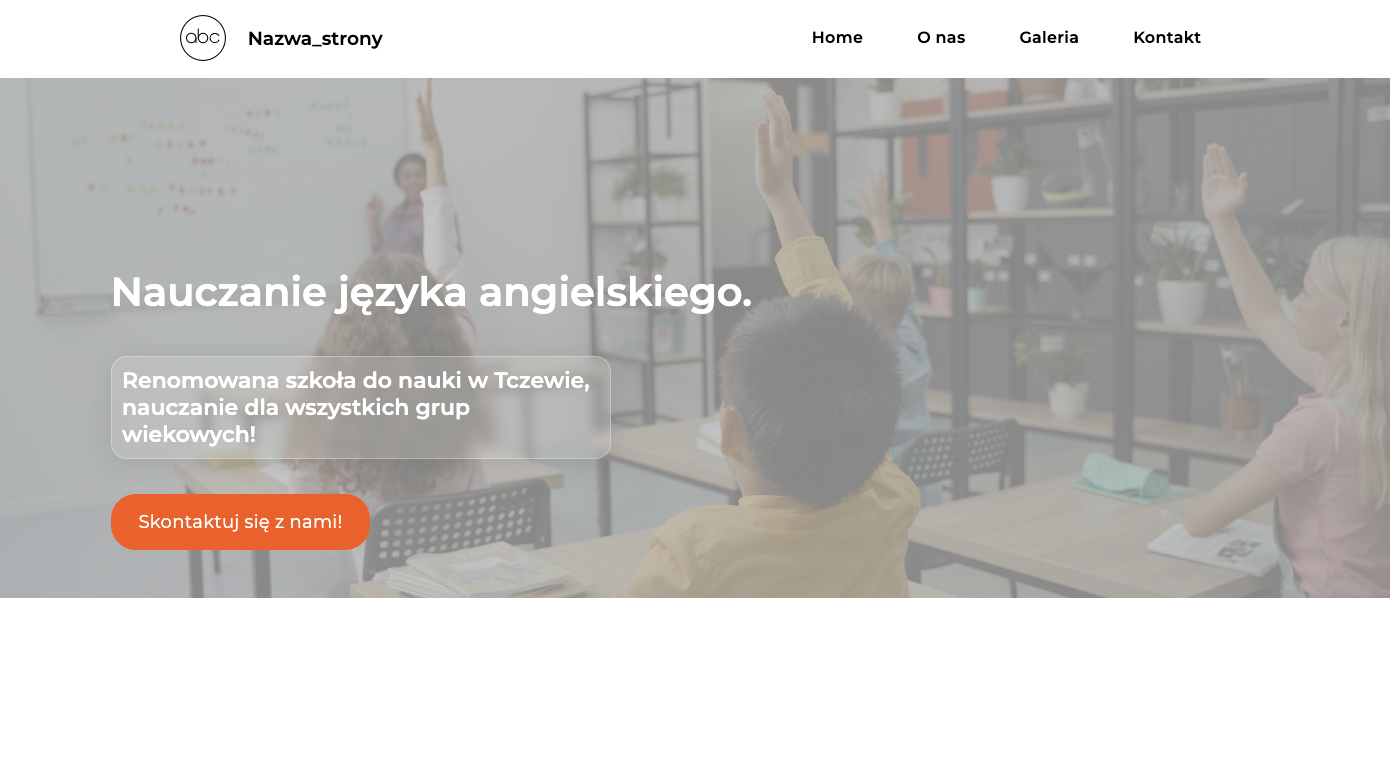 abc
Nazwa_strony
Home
O nas
Galeria
Kontakt
Nauczanie języka angielskiego.
Renomowana szkoła do nauki w Tczewie,
nauczanie dla wszystkich grup
wiekowych!
Skontaktuj się z nami!